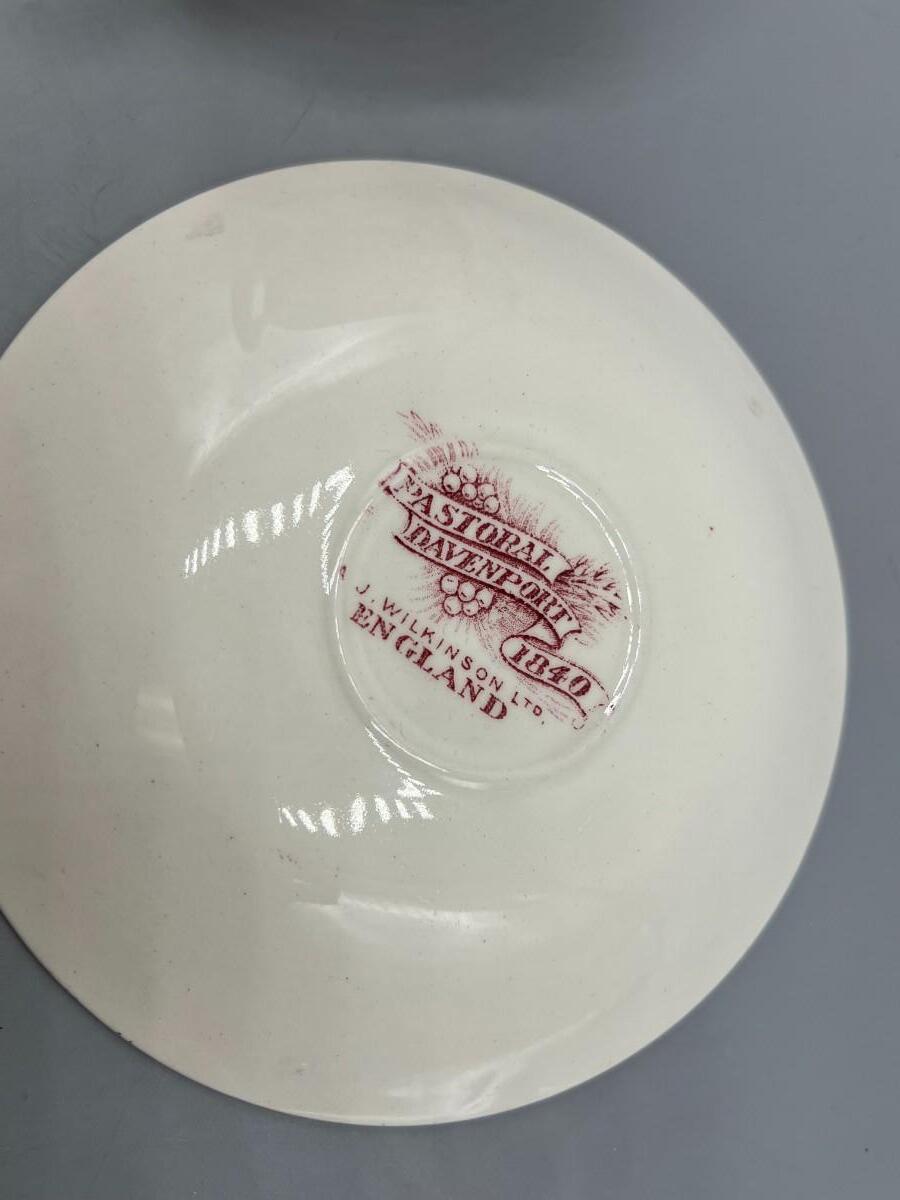 PASTORAL
DAVENPORT
1840
J. WILKINSON LTD.
ENGLAND